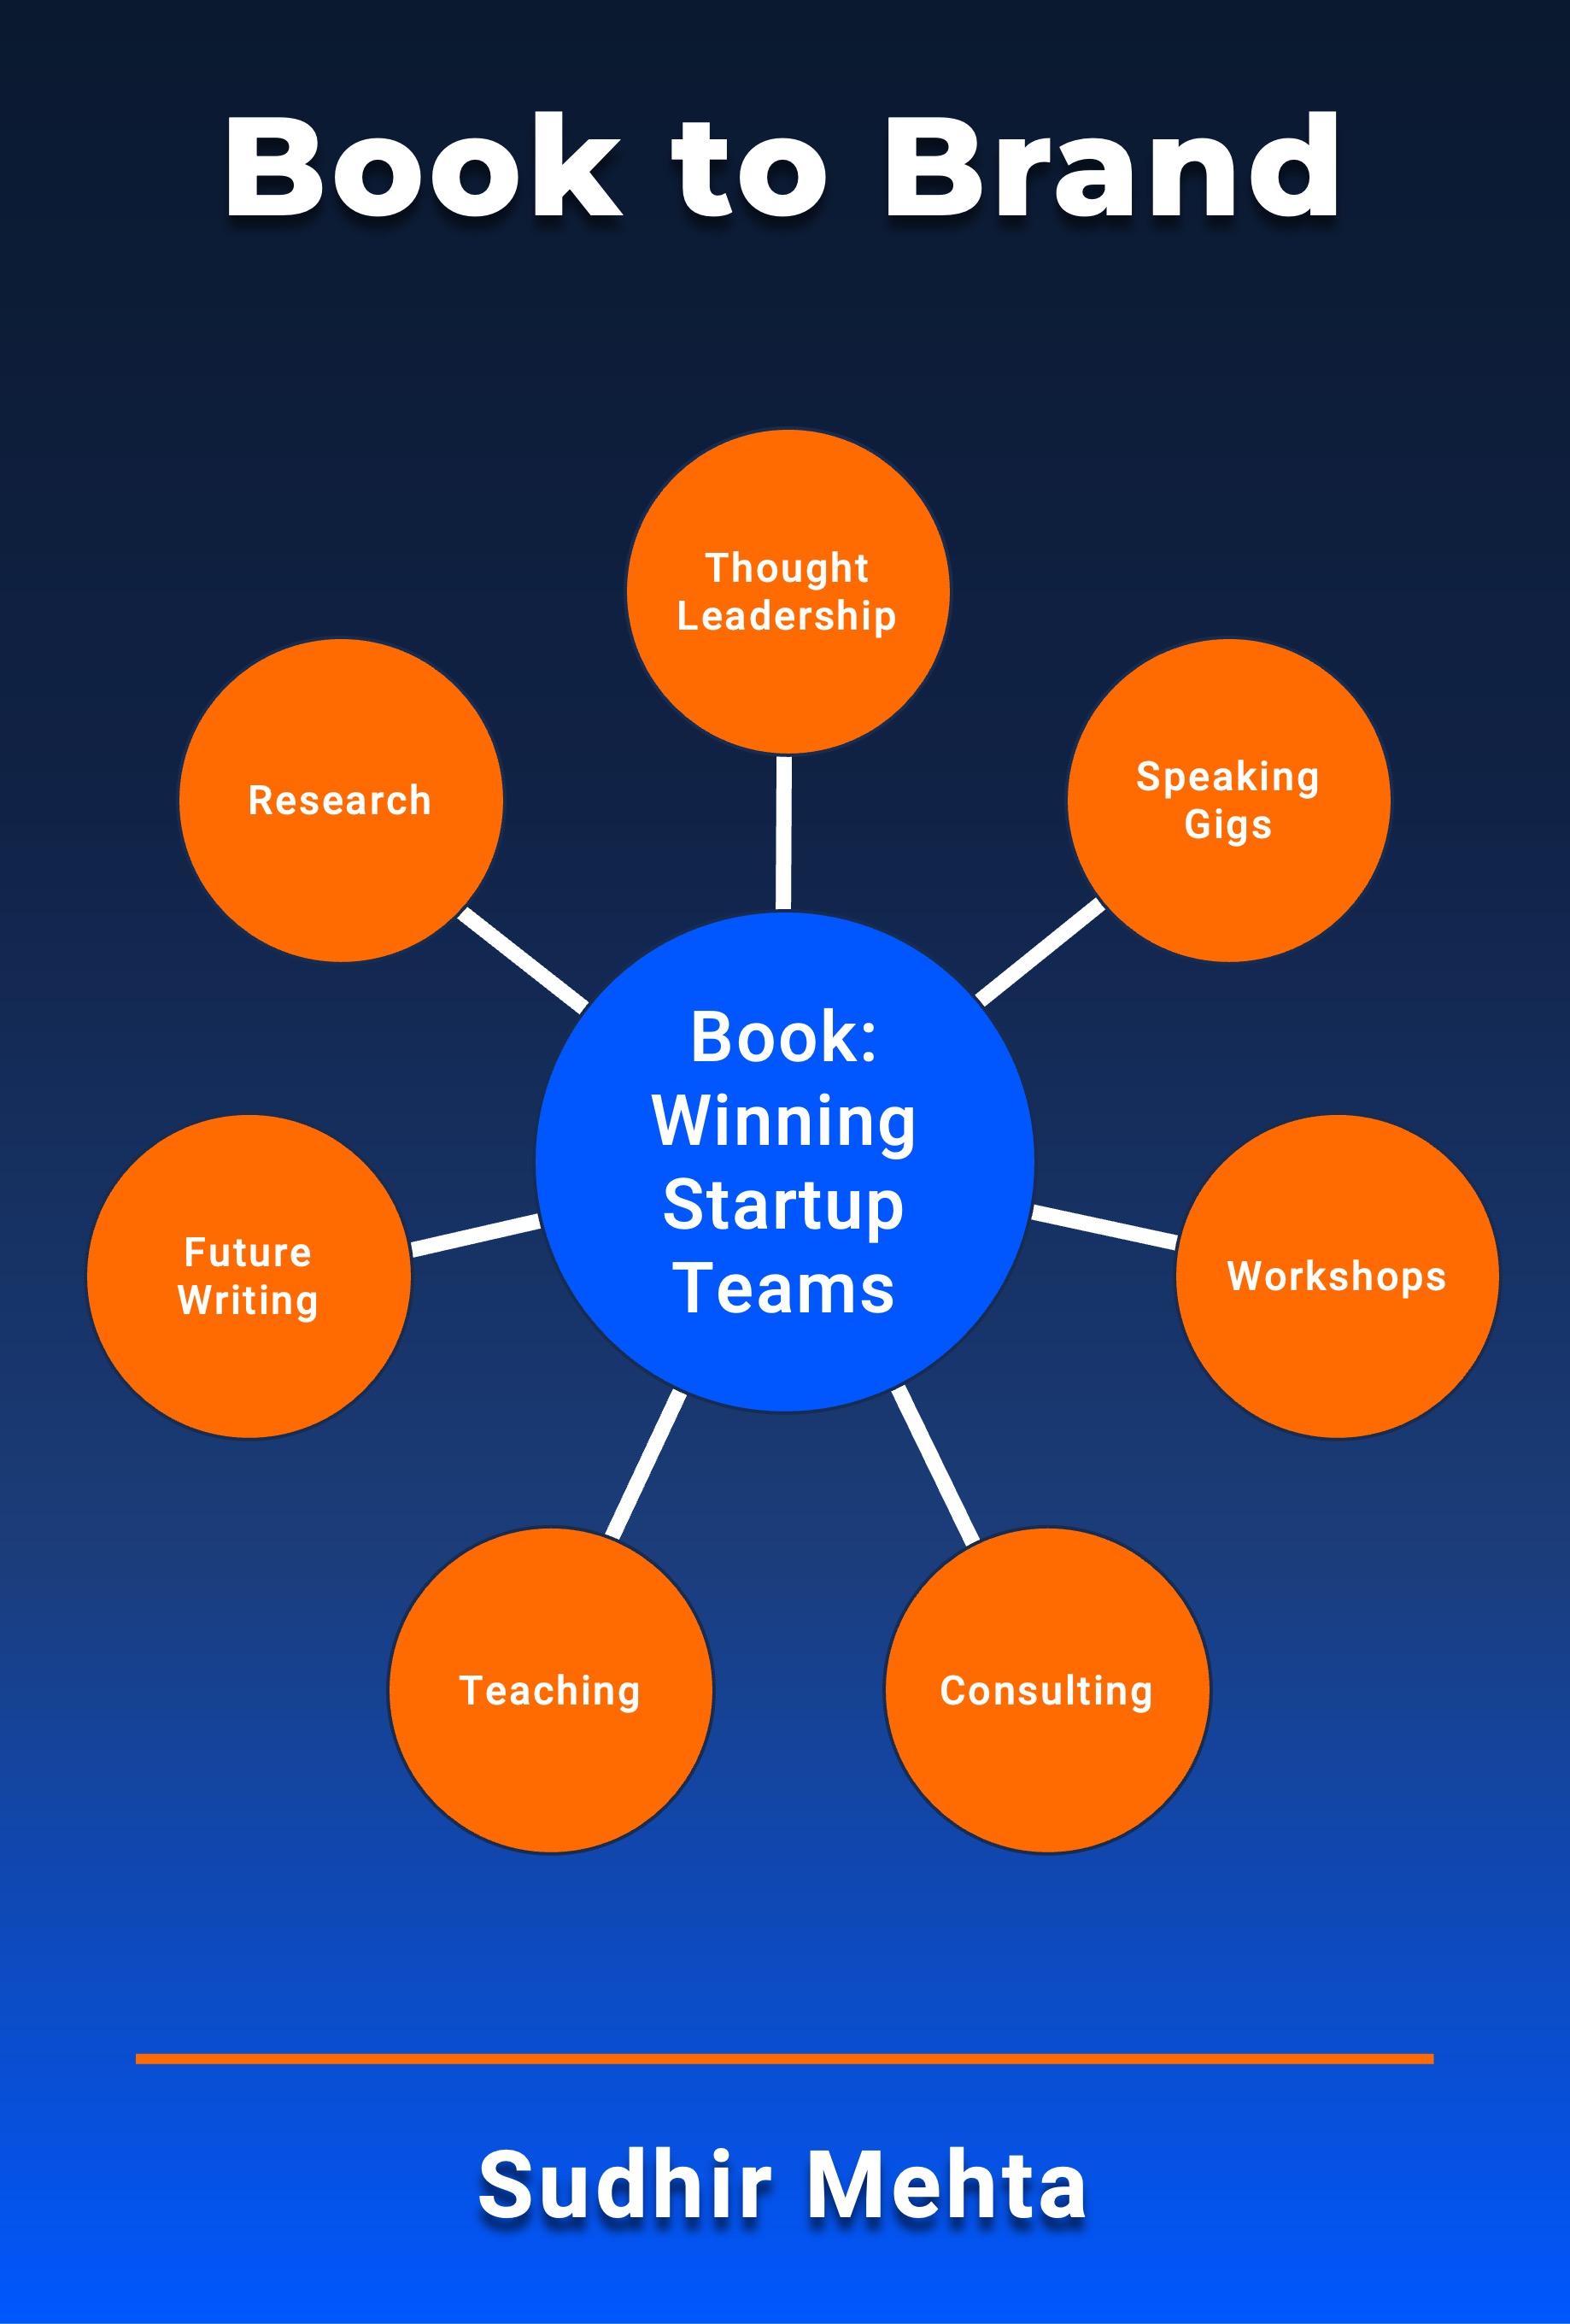 Book to Brand
Thought
Leadership
Research
Speaking
Gigs
Book:
Winning
Startup
Teams
Future
Writing
Workshops
Teaching
Consulting
Sudhir Mehta